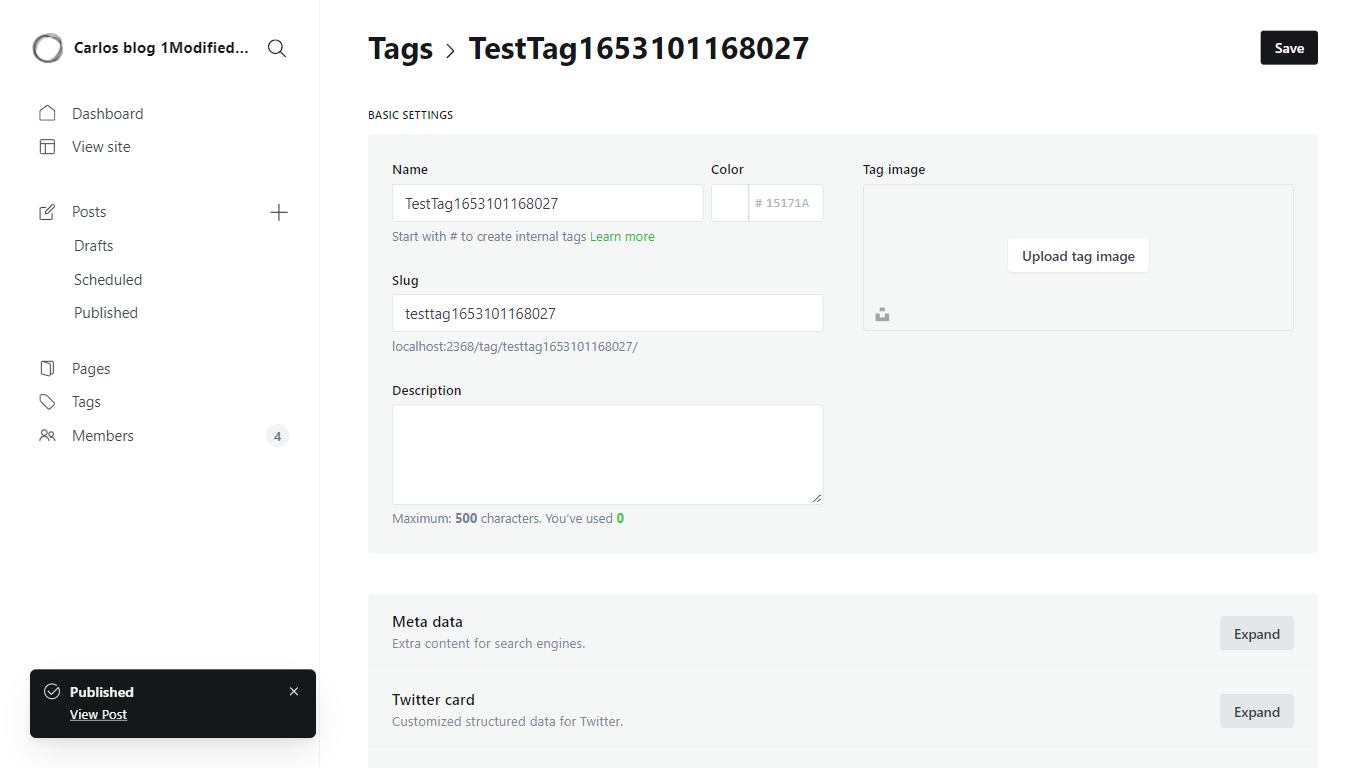 Carlos blog 1Modified...
Dashboard
View site
Posts
Drafts
Scheduled
Published
Pages
Tags
Members
4
Published
View Post
Tags > TestTag1653101168027
Save
BASIC SETTINGS
Name
TestTag1653101168027
Start with # to create internal tags Learn more
Color
# 15171A
Slug
testtag1653101168027
localhost:2368/tag/testtag1653101168027/
Description
Maximum: 500 characters. You've used 0
Tag image
Upload tag image
Meta data
Extra content for search engines.
Expand
Twitter card
Customized structured data for Twitter.
Expand